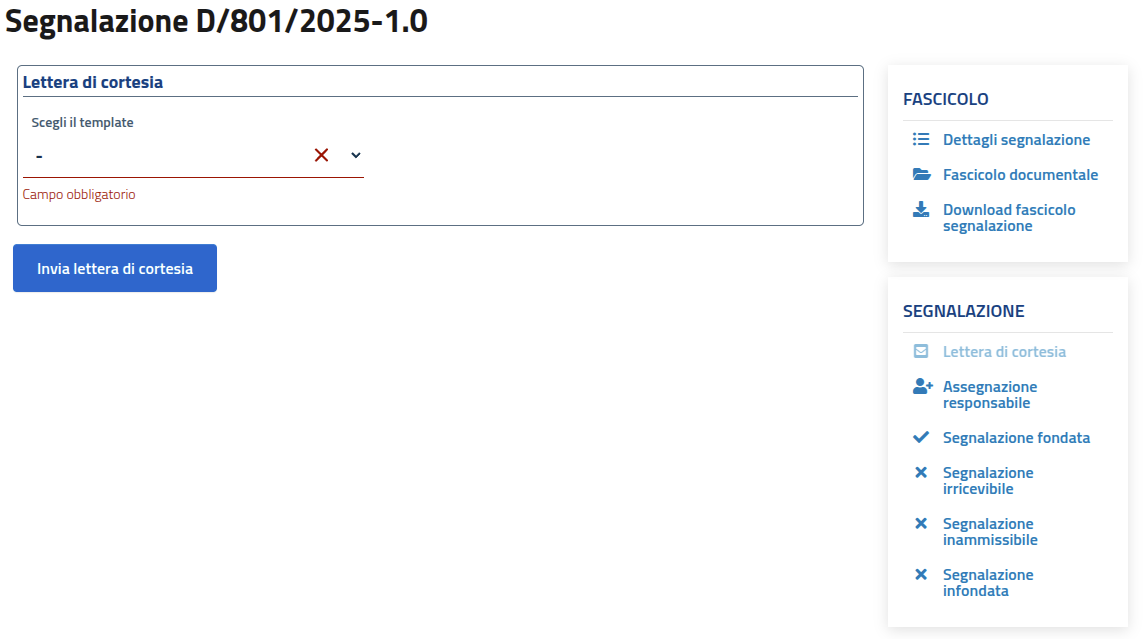 Segnalazione D/801/2025-1.0
Lettera di cortesia
Scegli il template
-
Campo obbligatorio
Invia lettera di cortesia
FASCICOLO
Dettagli segnalazione
Fascicolo documentale
Download fascicolo
segnalazione
SEGNALAZIONE
Lettera di cortesia
Assegnazione
responsabile
Segnalazione fondata
Segnalazione
irricevibile
Segnalazione
inammissibile
Segnalazione
infondata